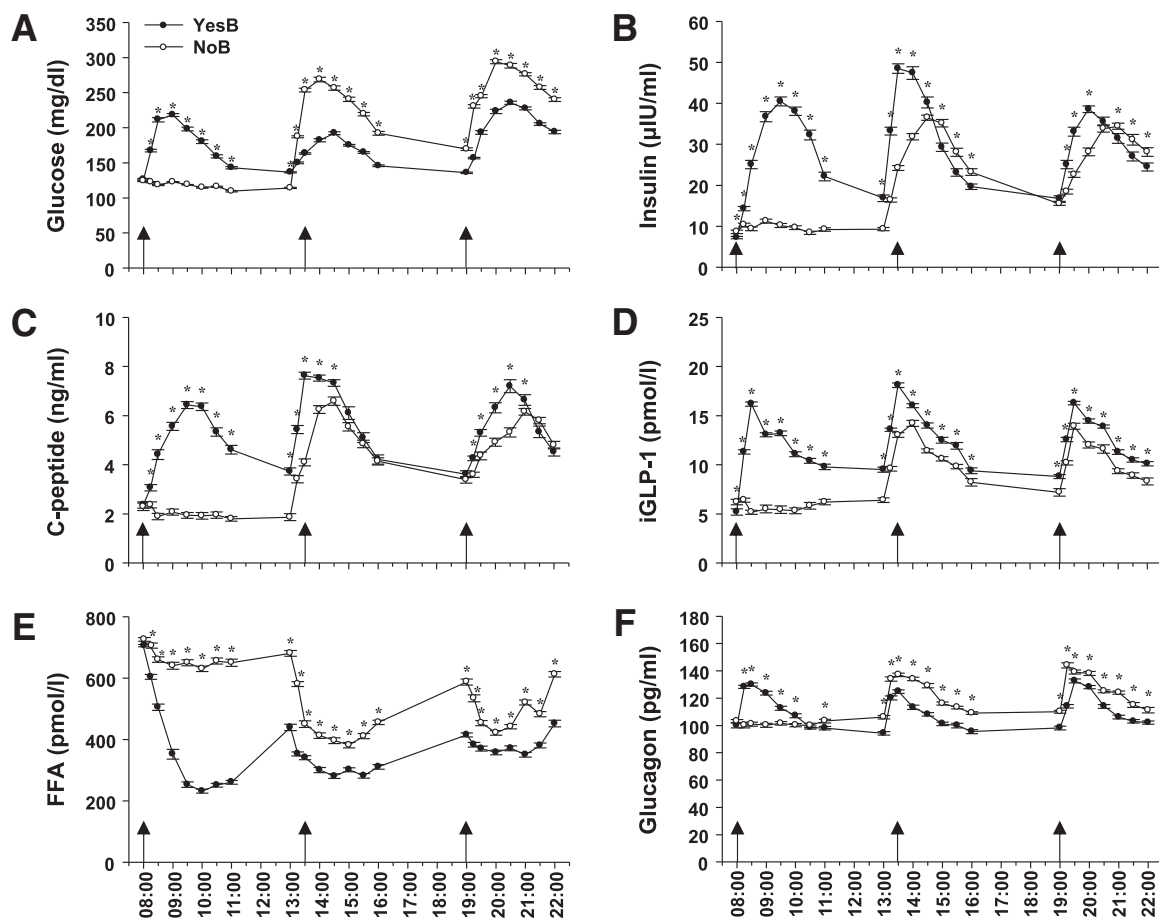 A
Glucose (mg/dl)
350
300
250
200
150
100
50
0
YesB
NoB
* * * * * * * * * * * * * * * * * * * * * * *
B
Insulin (µIU/ml)
60
50
40
30
20
10
0
* * * * * * * * * * * * * * * * * * * * * * *
C
C-peptide (ng/ml)
10
8
6
4
2
0
* * * * * * * * * * * * * * * * * *
D
iGLP-1 (pmol/l)
25
20
15
10
5
0
* * * * * * * * * * * * * * * * * * * * * * * * *
E
FFA (pmol/l)
800
600
400
200
0
* * * * * * * * * * * * * * * * * * * * *
F
Glucagon (pg/ml)
180
160
140
120
100
80
60
40
20
0
* * * * * * * * * * * * * * * * * * * *
08:00 09:00 10:00 11:00 12:00 13:00 14:00 15:00 16:00 17:00 18:00 19:00 20:00 21:00 22:00
08:00 09:00 10:00 11:00 12:00 13:00 14:00 15:00 16:00 17:00 18:00 19:00 20:00 21:00 22:00